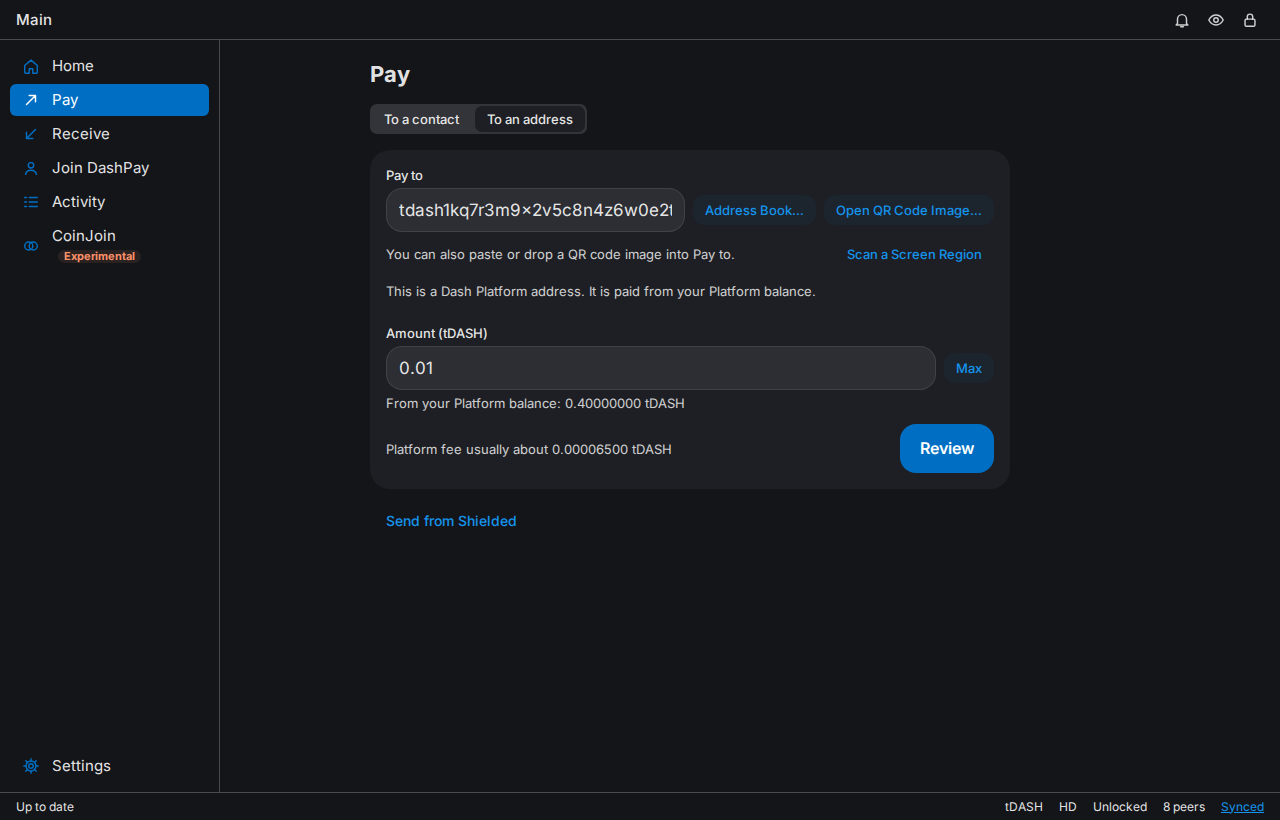 Main
Home
Pay
Receive
Join DashPay
Activity
CoinJoin
Experimental
Settings
Pay
To a contact
To an address
Pay to
Address Book...
Open QR Code Image...
You can also paste or drop a QR code image into Pay to.
Scan a Screen Region
This is a Dash Platform address. It is paid from your Platform balance.
Amount (tDASH)
0.01
Max
From your Platform balance: 0.40000000 tDASH
Platform fee usually about 0.00006500 tDASH
Review
Send from Shielded
Up to date
tDASH
HD
Unlocked
8 peers
Synced